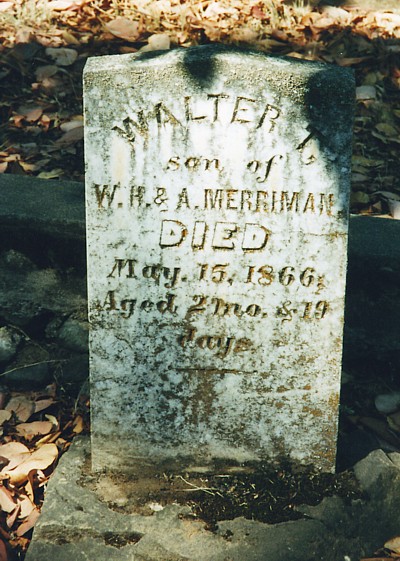 WALTER
son of
W. H. & A. MERRIMAN
DIED
May. 15, 1866;
Aged 2 mo. & 19
days